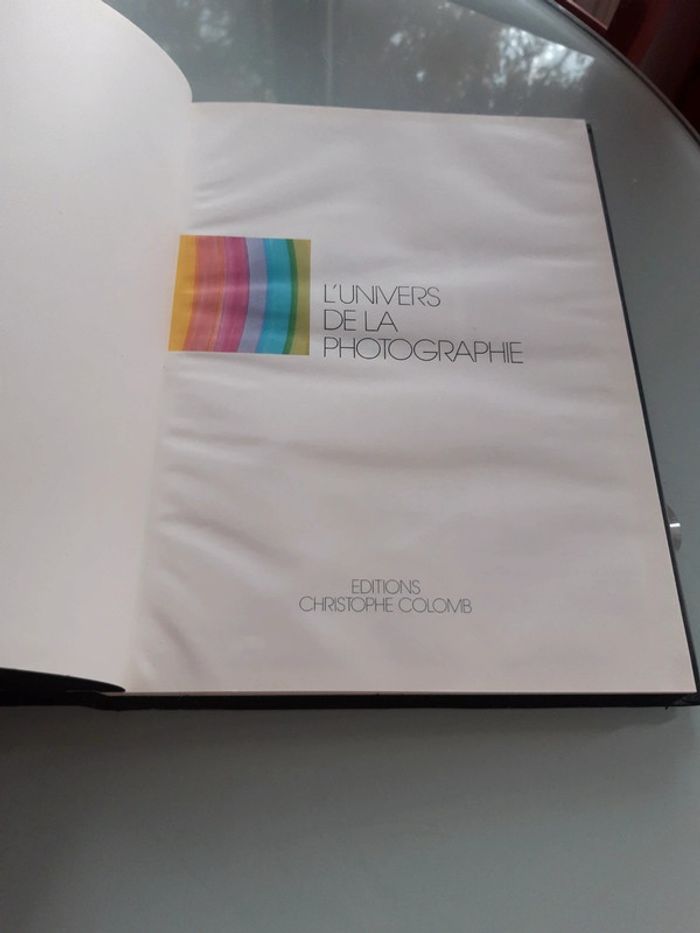 L'UNIVERS
DE LA
PHOTOGRAPHIE
EDITIONS
CHRISTOPHE COLOMB